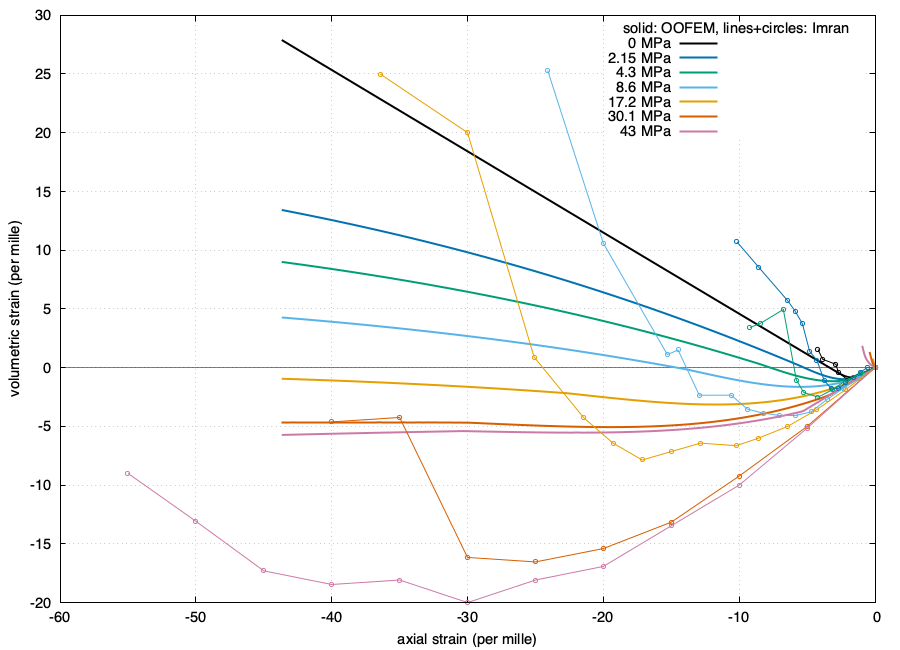 solid: OOFEM, lines+circles: Imran
0 MPa
2.15 MPa
4.3 MPa
8.6 MPa
17.2 MPa
30.1 MPa
43 MPa
30
25
20
15
10
5
0
-5
-10
-15
-20
volumetric strain (per mille)
-60
-50
-40
-30
-20
-10
0
axial strain (per mille)